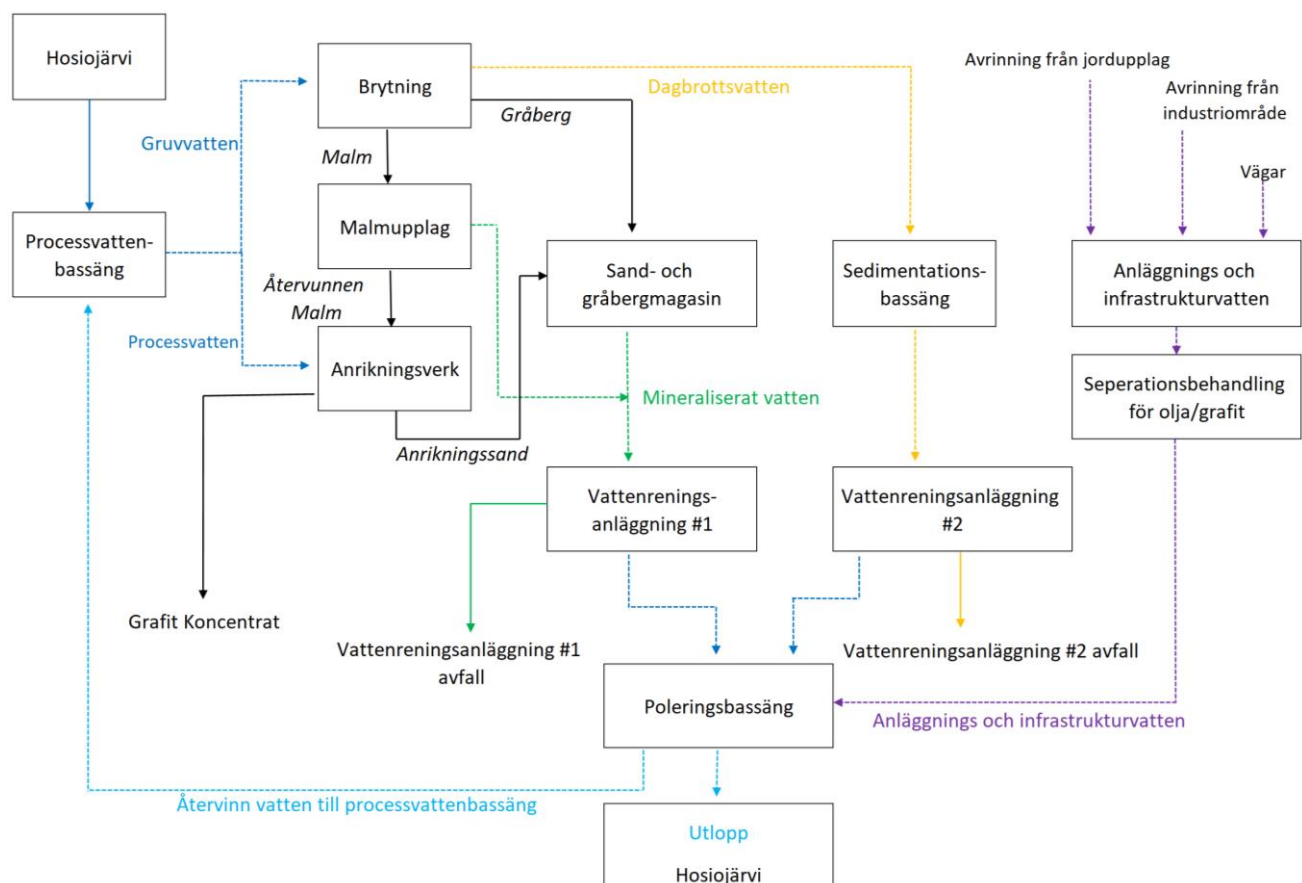 Hosiojärvi
Brytning
Dagbrottsvatten
Avrinning från jordupplag
Avrinning från
industriområde
Gråberg
Gruvvatten
Malm
Vägar
Processvatten-
bassäng
Malmupplag
Sand- och
gråbergmagasin
Sedimentations-
bassäng
Anläggnings och
infrastrukturvatten
Återvunnen
Malm
Processvatten
Anrikningsverk
Mineraliserat vatten
Seperationsbehandling
för olja/grafit
Anrikningssand
Vattenrenings-
anläggning #1
Vattenreningsanläggning
#2
Grafit Koncentrat
Vattenreningsanläggning #1
avfall
Vattenreningsanläggning #2 avfall
Poleringsbassäng
Anläggnings och infrastrukturvatten
Återvinn vatten till processvattenbassäng
Utlopp
Hosiojärvi